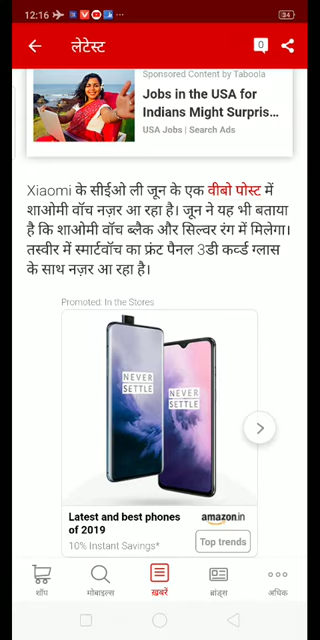 12:16
34
लेटेस्ट
0
Sponsored Content by Taboola
Jobs in the USA for
Indians Might Surpris...
USA Jobs | Search Ads
Xiaomi के सीईओ ली जून के एक वीबो पोस्ट में
शाओमी वॉच नज़र आ रहा है। जून ने यह भी बताया
है कि शाओमी वॉच ब्लैक और सिल्वर रंग में मिलेगा।
तस्वीर में स्मार्टवॉच का फ्रंट पैनल 3डी कर्व्ड ग्लास
के साथ नज़र आ रहा है।
Promoted: In the Stores
NEVER
SETTLE
NEVER
SETTLE
Latest and best phones
of 2019
amazon.in
10% Instant Savings*
Top trends
शॉप
मोबाइल्स
ख़बरें
ब्रांड्स
अधिक